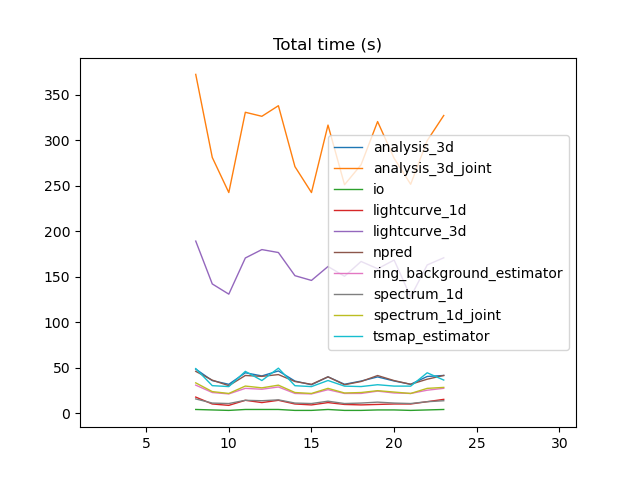 Total time (s)
350
300
250
200
150
100
50
0
analysis_3d
analysis_3d_joint
io
lightcurve_1d
lightcurve_3d
npred
ring_background_estimator
spectrum_1d
spectrum_1d_joint
tsmap_estimator
5 10 15 20 25 30